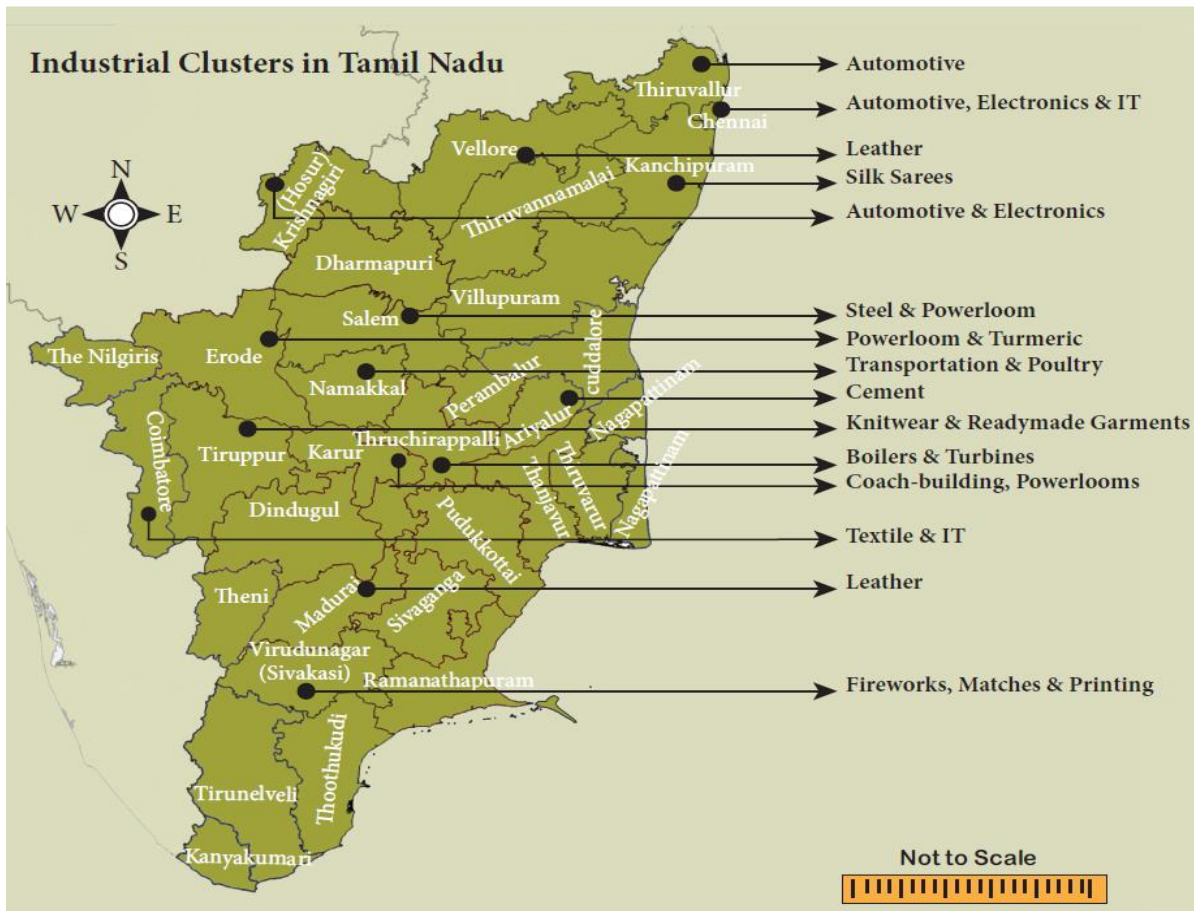 Industrial Clusters in Tamil Nadu
N
W
E
S
Thiruvallur
Chennai
Vellore
Kanchipuram
(Hosur)
Krishnagiri
Thiruvannamalai
Dharmapuri
Villupuram
Salem
cuddalore
The Nilgiris
Erode
Namakkal
Perambalur
Ariyalur
Nagapattinam
Coimbatore
Tiruppur
Karur
Thruchirappalli
Thanjavur
Thiruvarur
Nagapattinam
Dindugul
Pudukkottai
Theni
Madurai
Sivaganga
Virudunagar
(Sivakasi)
Ramanathapuram
Thoothukudi
Tirunelveli
Kanyakumari
Automotive
Automotive, Electronics & IT
Leather
Silk Sarees
Automotive & Electronics
Steel & Powerloom
Powerloom & Turmeric
Transportation & Poultry
Cement
Knitwear & Readymade Garments
Boilers & Turbines
Coach-building, Powerlooms
Textile & IT
Leather
Fireworks, Matches & Printing
Not to Scale